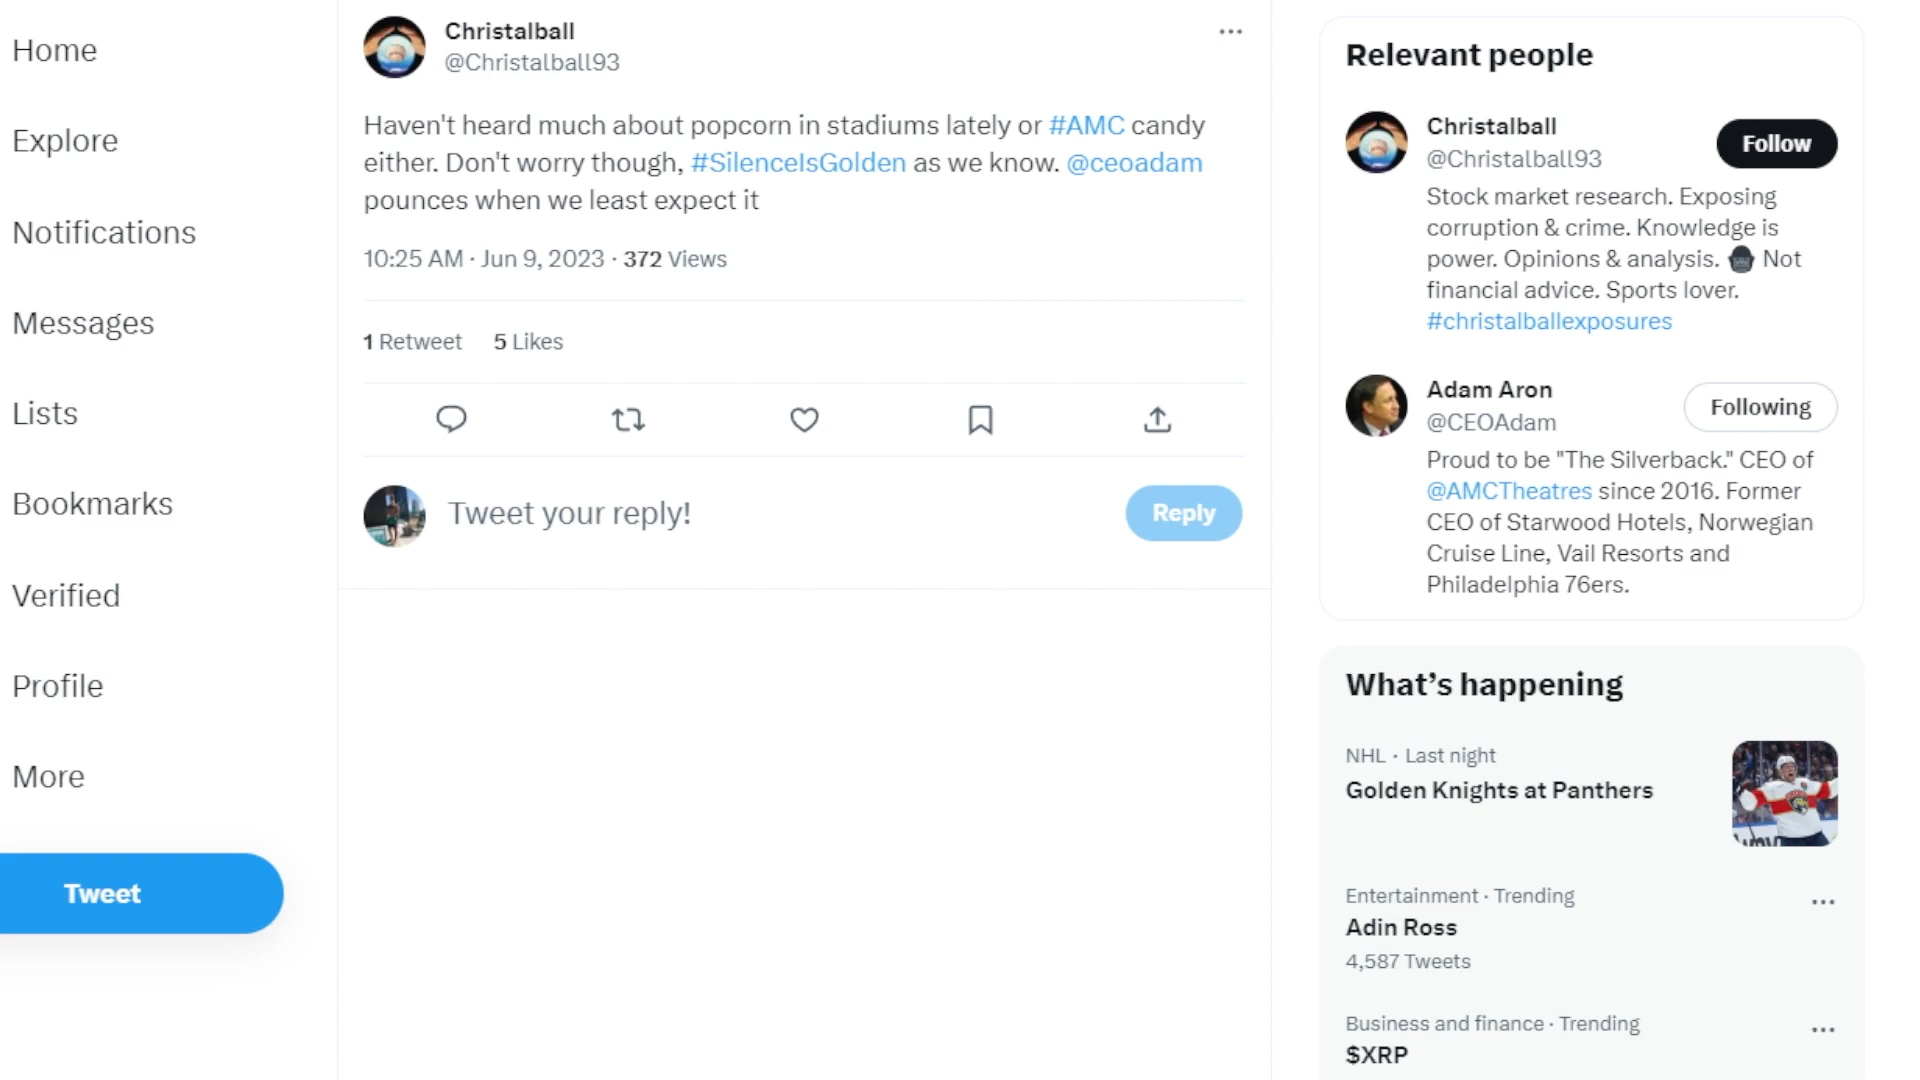 Home
Explore
Notifications
Messages
Lists
Bookmarks
Verified
Profile
More
Tweet
Christalball
@Christalball93
Haven't heard much about popcorn in stadiums lately or #AMC candy
either. Don't worry though, #SilenceIsGolden as we know. @ceoadam
pounces when we least expect it
10:25 AM · Jun 9, 2023 · 372 Views
1 Retweet 5 Likes
Tweet your reply!
Reply
Relevant people
Christalball
@Christalball93
Follow
Stock market research. Exposing
corruption & crime. Knowledge is
power. Opinions & analysis. 🦍 Not
financial advice. Sports lover.
#christalballexposures
Adam Aron
@CEOAdam
Following
Proud to be "The Silverback." CEO of
@AMCTheatres since 2016. Former
CEO of Starwood Hotels, Norwegian
Cruise Line, Vail Resorts and
Philadelphia 76ers.
What’s happening
NHL · Last night
Golden Knights at Panthers
Entertainment · Trending
Adin Ross
4,587 Tweets
Business and finance · Trending
$XRP